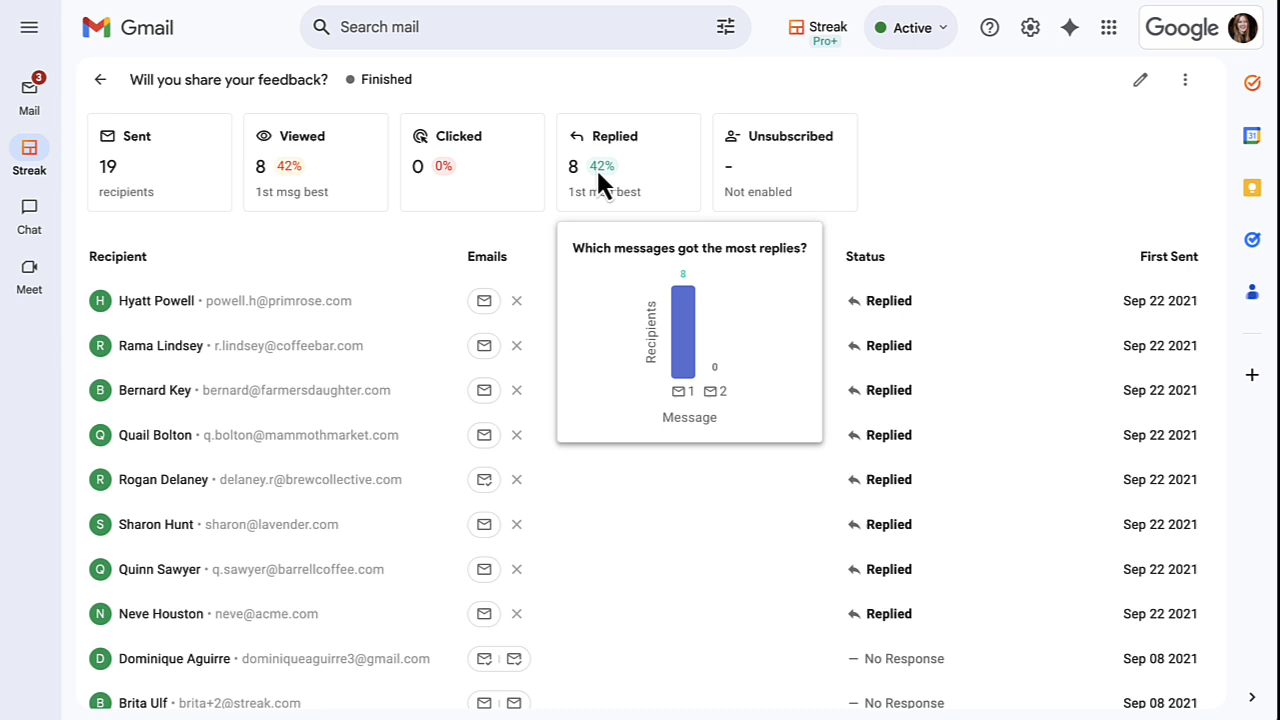 Gmail
Search mail
Streak
Pro+
Active
Google
3
Mail
Streak
Chat
Meet
Will you share your feedback?
Finished
Sent
19
recipients
Viewed
8 42%
1st msg best
Clicked
0 0%
Replied
8 42%
1st best
Unsubscribed
-
Not enabled
Which messages got the most replies?
8
Recipients
0
1 2
Message
Recipient Emails Status First Sent
H Hyatt Powell • powell.h@primrose.com Replied Sep 22 2021
R Rama Lindsey • r.lindsey@coffeebar.com Replied Sep 22 2021
B Bernard Key • bernard@farmersdaughter.com Replied Sep 22 2021
Q Quail Bolton • q.bolton@mammothmarket.com Replied Sep 22 2021
R Rogan Delaney • delaney.r@brewcollective.com Replied Sep 22 2021
S Sharon Hunt • sharon@lavender.com Replied Sep 22 2021
Q Quinn Sawyer • q.sawyer@barrellcoffee.com Replied Sep 22 2021
N Neve Houston • neve@acme.com Replied Sep 22 2021
D Dominique Aguirre • dominiqueaguirre3@gmail.com – No Response Sep 08 2021
B Brita Ulf • brita+2@streak.com – No Response Sep 08 2021
31